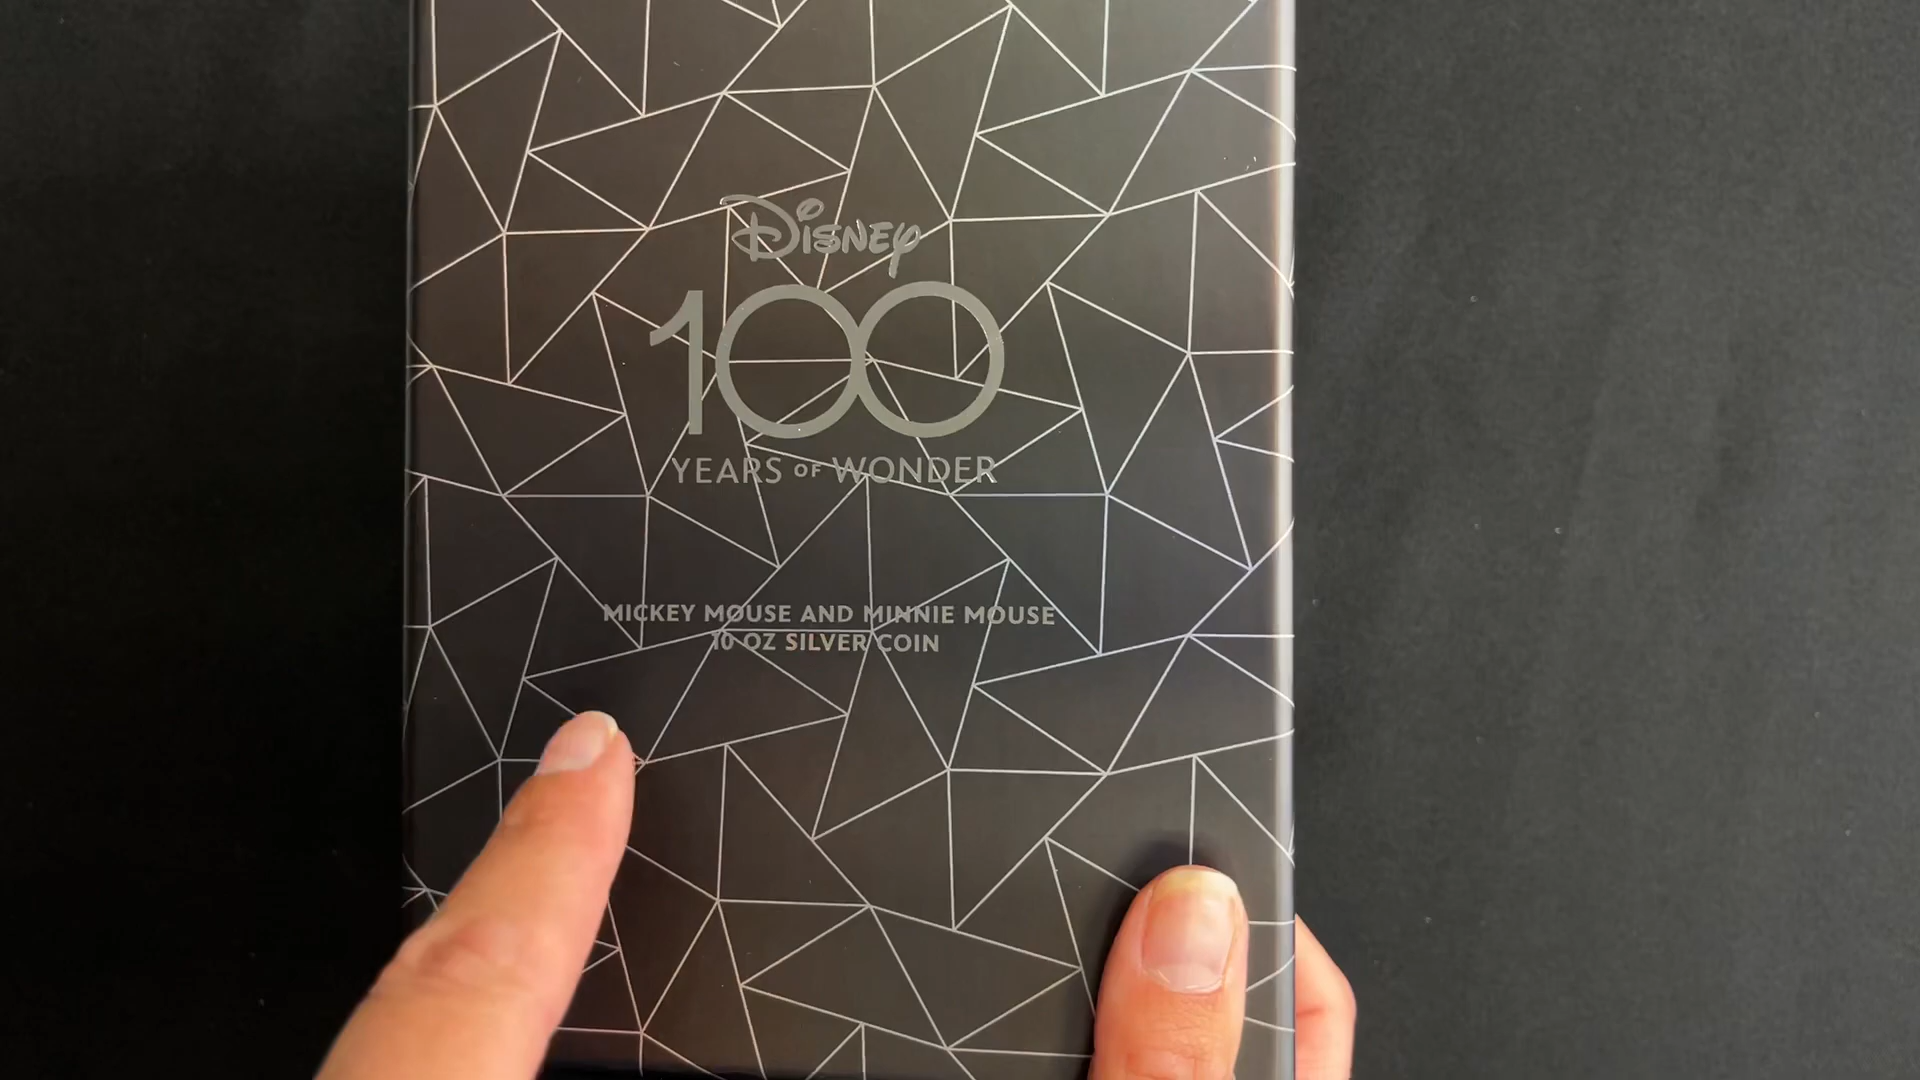 Disney
100
YEARS OF WONDER
MICKEY MOUSE AND MINNIE MOUSE
10 OZ SILVER COIN